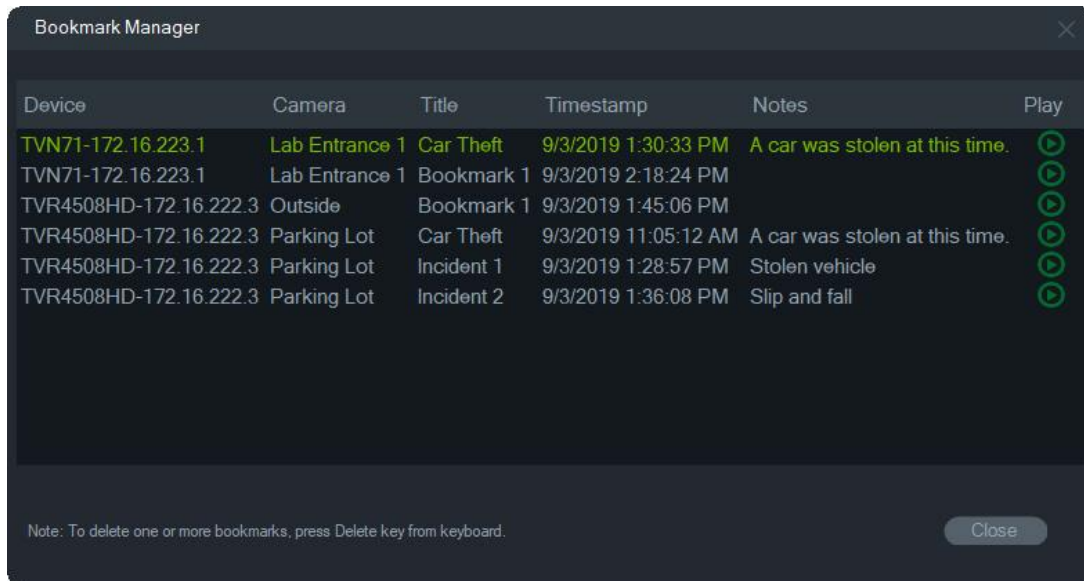 Bookmark Manager
Device Camera Title Timestamp Notes Play
TVN71-172.16.223.1 Lab Entrance 1 Car Theft 9/3/2019 1:30:33 PM A car was stolen at this time.
TVN71-172.16.223.1 Lab Entrance 1 Bookmark 1 9/3/2019 2:18:24 PM
TVR4508HD-172.16.222.3 Outside Bookmark 1 9/3/2019 1:45:06 PM
TVR4508HD-172.16.222.3 Parking Lot Car Theft 9/3/2019 11:05:12 AM A car was stolen at this time.
TVR4508HD-172.16.222.3 Parking Lot Incident 1 9/3/2019 1:28:57 PM Stolen vehicle
TVR4508HD-172.16.222.3 Parking Lot Incident 2 9/3/2019 1:36:08 PM Slip and fall
Note: To delete one or more bookmarks, press Delete key from keyboard.
Close